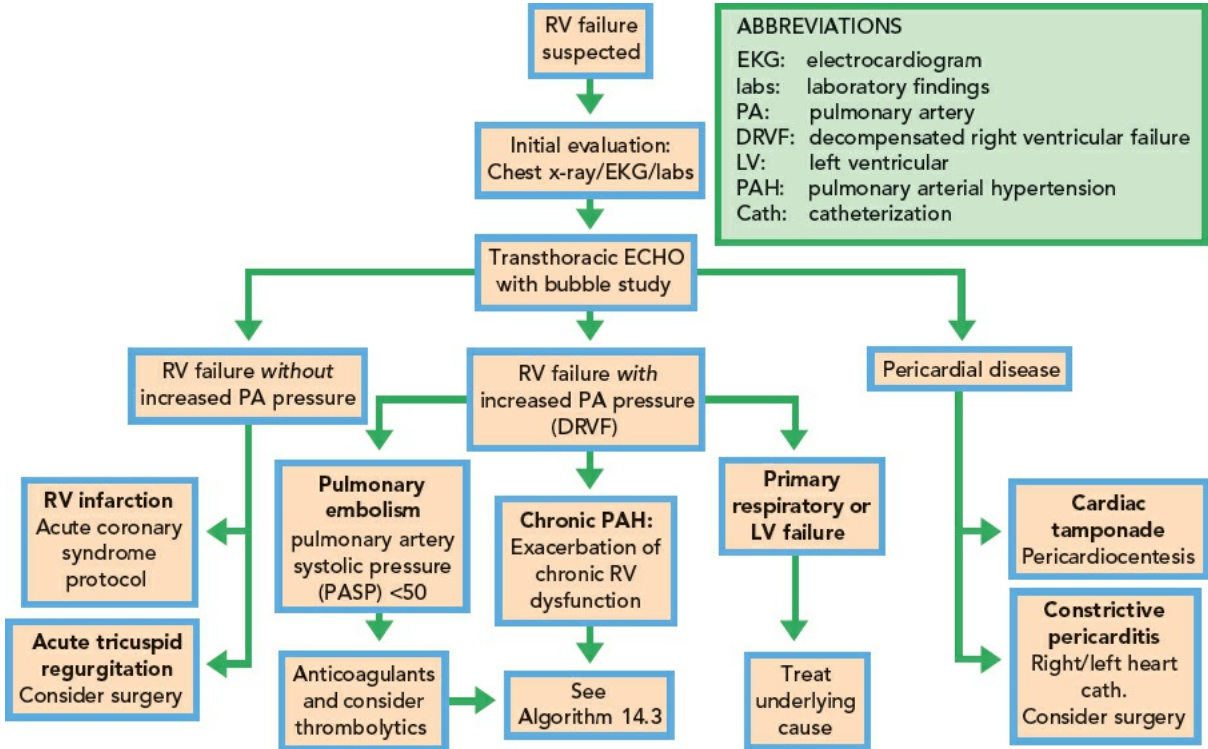 RV failure
suspected
ABBREVIATIONS
EKG: electrocardiogram
labs: laboratory findings
PA: pulmonary artery
DRVF: decompensated right ventricular failure
LV: left ventricular
PAH: pulmonary arterial hypertension
Cath: catheterization
Initial evaluation:
Chest x-ray/EKG/labs
Transthoracic ECHO
with bubble study
RV failure without
increased PA pressure
RV failure with
increased PA pressure
(DRVF)
Pericardial disease
RV infarction
Acute coronary
syndrome
protocol
Acute tricuspid
regurgitation
Consider surgery
Pulmonary
embolism
pulmonary artery
systolic pressure
(PASP) <50
Anticoagulants
and consider
thrombolytics
Chronic PAH:
Exacerbation of
chronic RV
dysfunction
See
Algorithm 14.3
Primary
respiratory or
LV failure
Treat
underlying
cause
Cardiac
tamponade
Pericardiocentesis
Constrictive
pericarditis
Right/left heart
cath.
Consider surgery